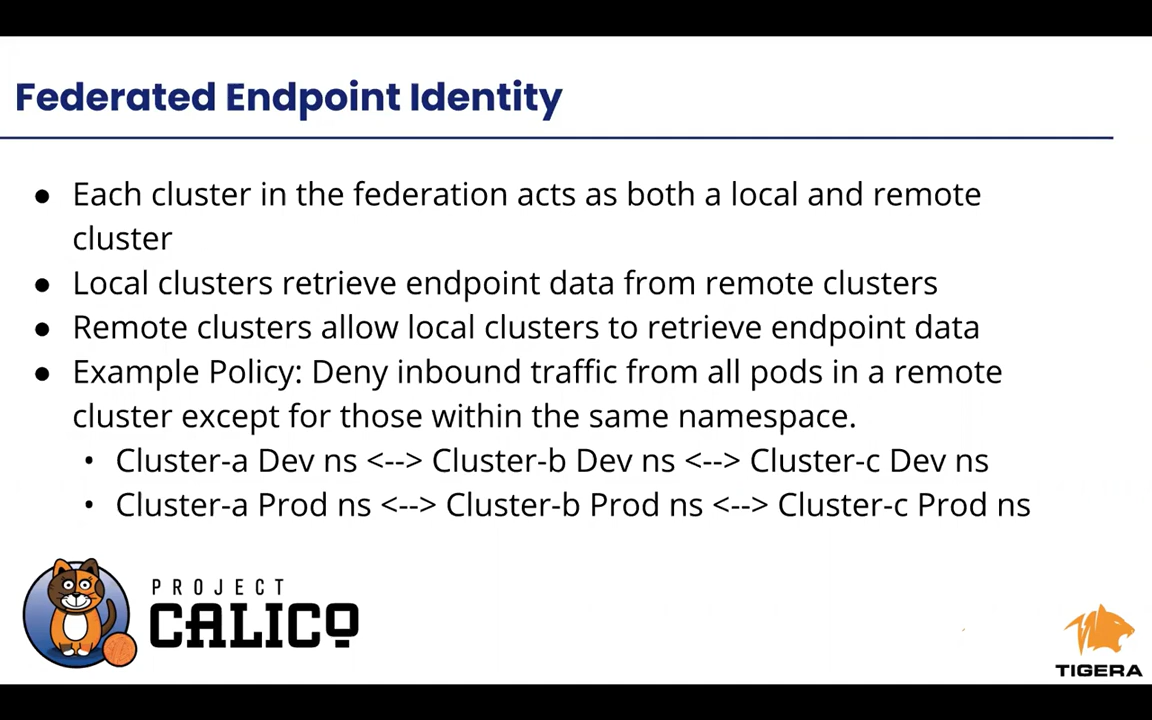 Federated Endpoint Identity
● Each cluster in the federation acts as both a local and remote
cluster
● Local clusters retrieve endpoint data from remote clusters
● Remote clusters allow local clusters to retrieve endpoint data
● Example Policy: Deny inbound traffic from all pods in a remote
cluster except for those within the same namespace.
• Cluster-a Dev ns <--> Cluster-b Dev ns <--> Cluster-c Dev ns
• Cluster-a Prod ns <--> Cluster-b Prod ns <--> Cluster-c Prod ns
PROJECT
CALICO
TIGERA